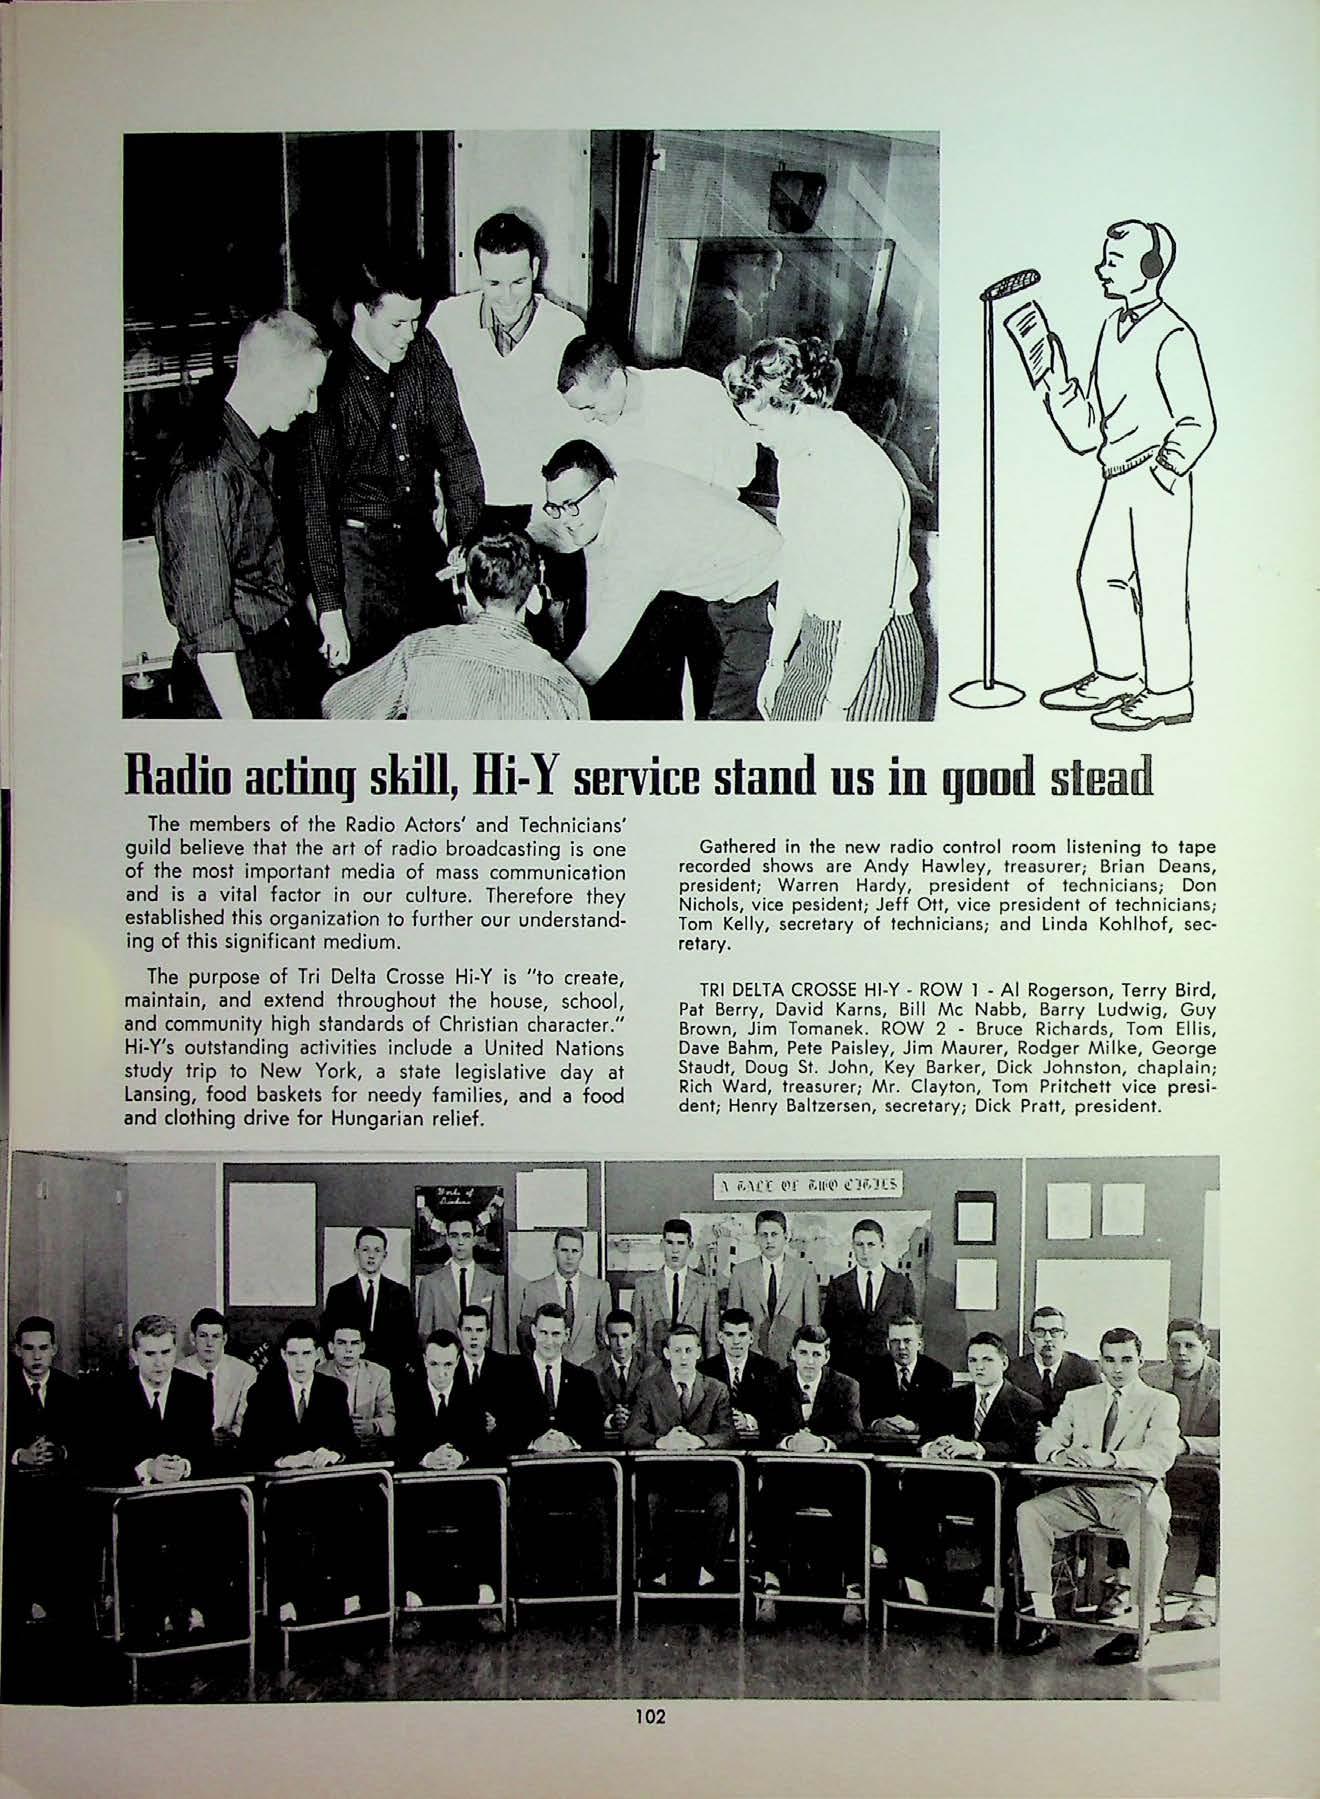 Radio acting skill, Hi-Y service stand us in good stead
The members of the Radio Actors' and Technicians'
guild believe that the art of radio broadcasting is one
of the most important media of mass communication
and is a vital factor in our culture. Therefore they
established this organization to further our understand-
ing of this significant medium.
The purpose of Tri Delta Crosse Hi-Y is "to create,
maintain, and extend throughout the house, school,
and community high standards of Christian character."
Hi-Y's outstanding activities include a United Nations
study trip to New York, a state legislative day at
Lansing, food baskets for needy families, and a food
and clothing drive for Hungarian relief.
Gathered in the new radio control room listening to tape
recorded shows are Andy Hawley, treasurer; Brian Deans,
president; Warren Hardy, president of technicians; Don
Nichols, vice pesident; Jeff Ott, vice president of technicians;
Tom Kelly, secretary of technicians; and Linda Kohlhof, sec-
retary.
TRI DELTA CROSSE HI-Y - ROW 1 - Al Rogerson, Terry Bird,
Pat Berry, David Karns, Bill Mc Nabb, Barry Ludwig, Guy
Brown, Jim Tomanek. ROW 2 - Bruce Richards, Tom Ellis,
Dave Bahm, Pete Paisley, Jim Maurer, Rodger Milke, George
Staudt, Doug St. John, Key Barker, Dick Johnston, chaplain;
Rich Ward, treasurer; Mr. Clayton, Tom Pritchett vice presi-
dent; Henry Baltzersen, secretary; Dick Pratt, president.
A TALE OF TWO CITIES
102